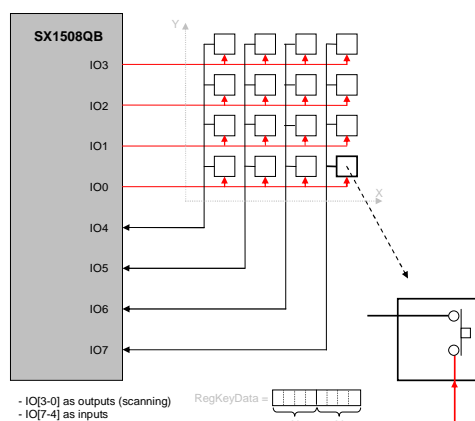 SX1508QB
Y
IO3
IO2
IO1
IO0
X
IO4
IO5
IO6
IO7
- IO[3-0] as outputs (scanning)
- IO[7-4] as inputs
RegKeyData =